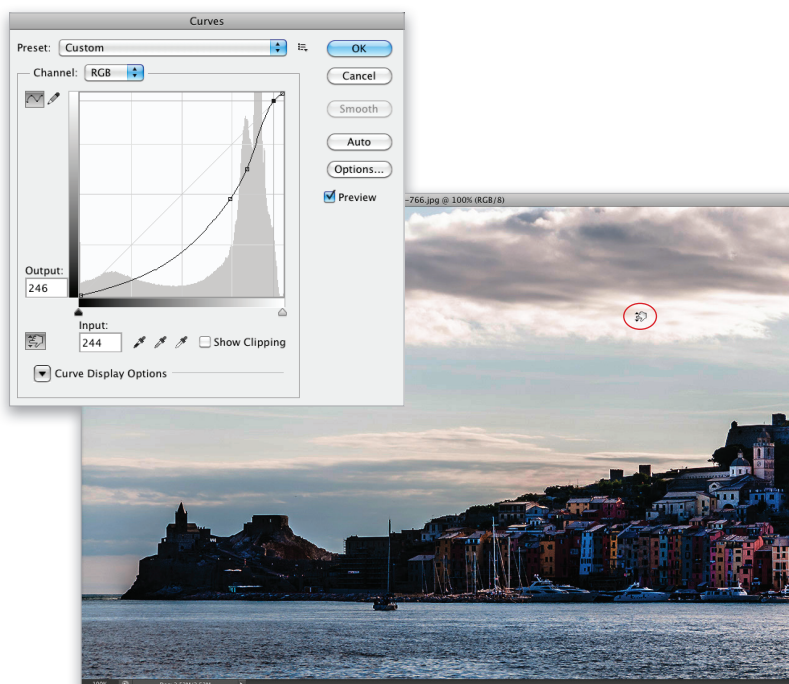 Curves
Preset: Custom
OK
Channel: RGB
Cancel
Smooth
Auto
Options...
Preview
-766.jpg @ 100% (RGB/8)
Output:
246
Input:
244
Show Clipping
Curve Display Options
100%